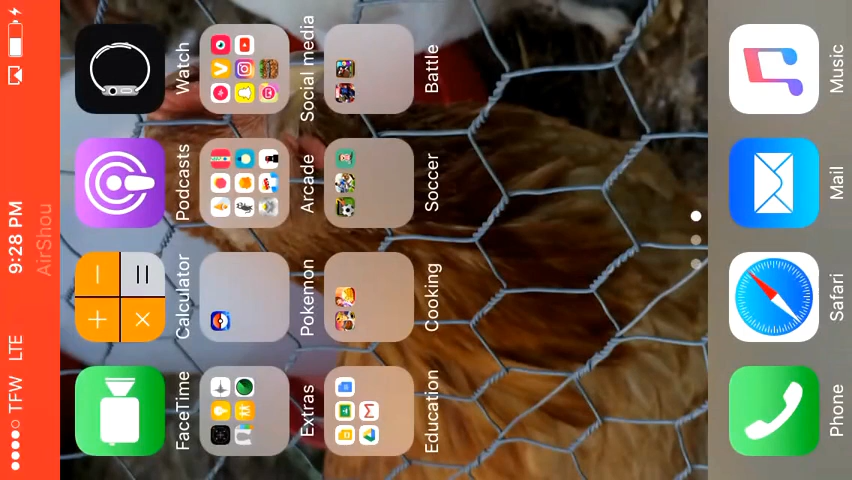 ●●●●○ TFW LTE 9:28 PM
AirShou
FaceTime Calculator Podcasts Watch
Extras Pokemon Arcade Social media
Education Cooking Soccer Battle
Phone Safari Mail Music